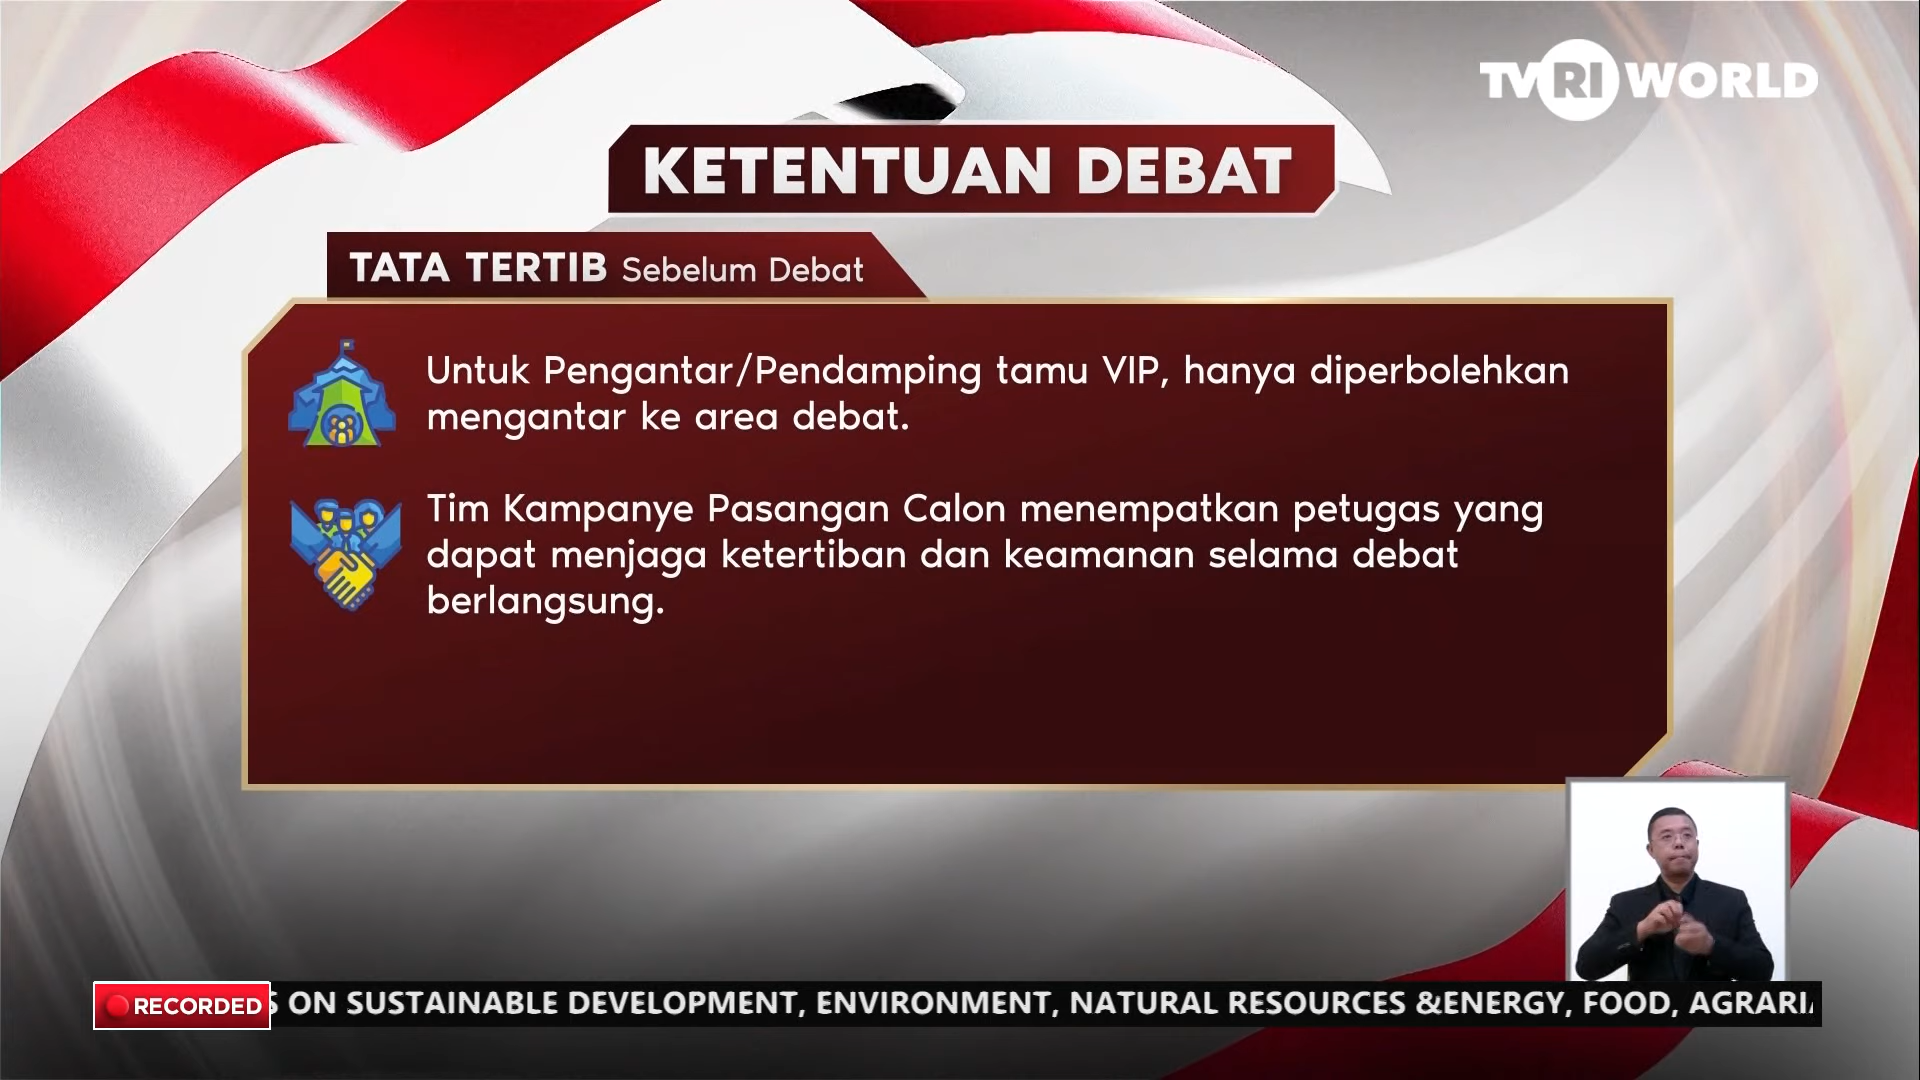 TVRI WORLD
KETENTUAN DEBAT
TATA TERTIB Sebelum Debat
Untuk Pengantar/Pendamping tamu VIP, hanya diperbolehkan
mengantar ke area debat.
Tim Kampanye Pasangan Calon menempatkan petugas yang
dapat menjaga ketertiban dan keamanan selama debat
berlangsung.
RECORDED
ON SUSTAINABLE DEVELOPMENT, ENVIRONMENT, NATURAL RESOURCES &ENERGY, FOOD,